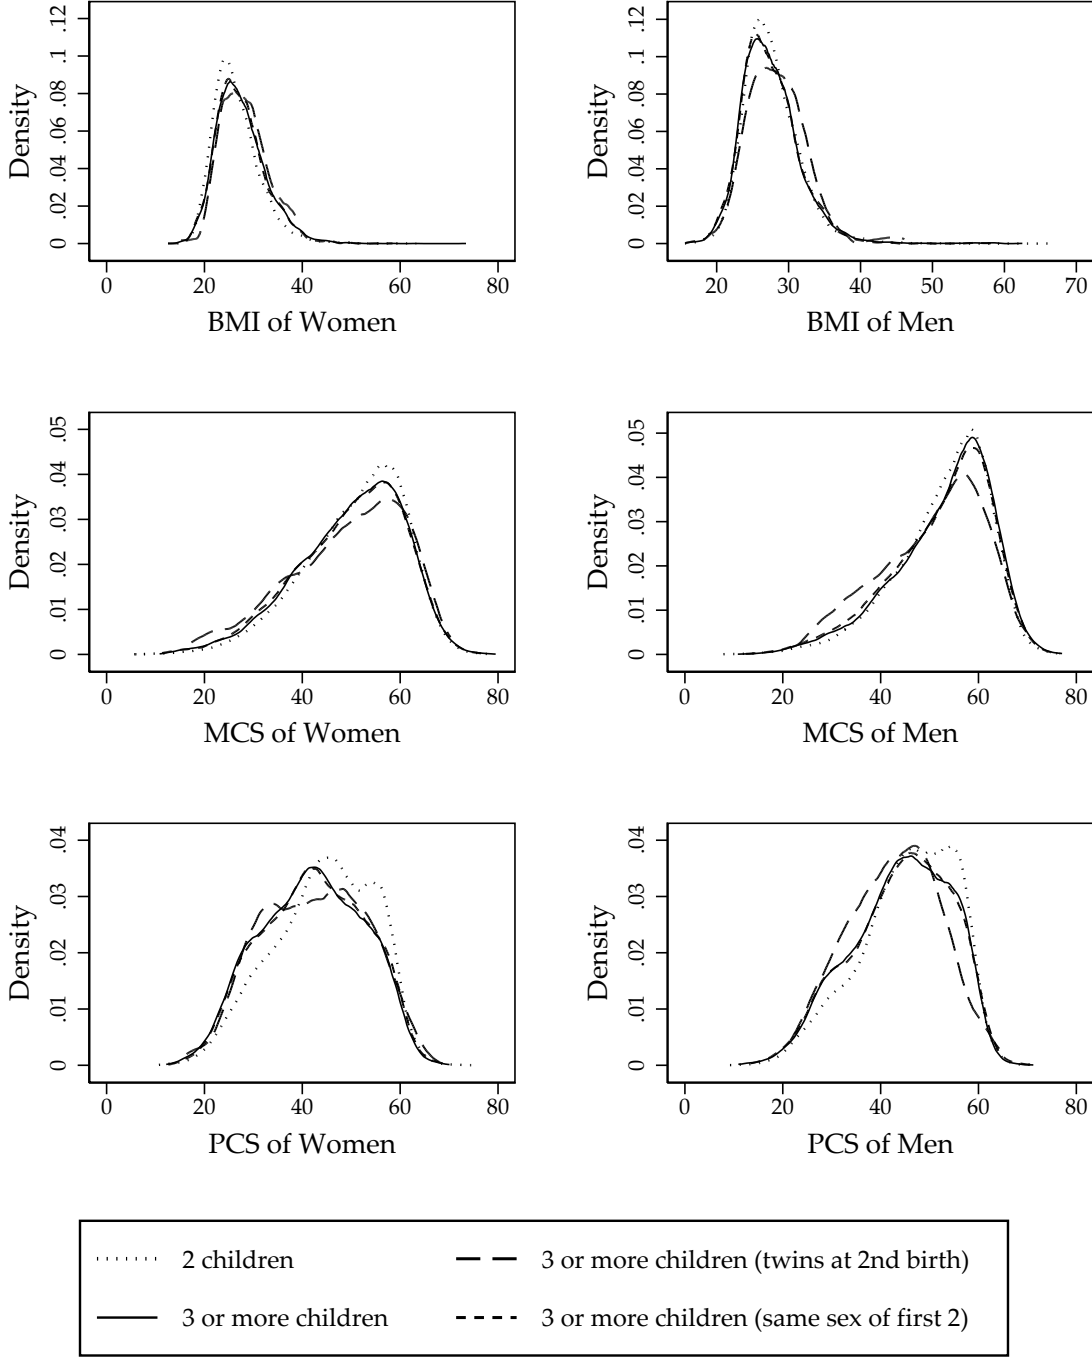 Density
0 .02 .04 .06 .08 .1 .12
0 20 40 60 80
BMI of Women
Density
0 .02 .04 .06 .08 .1 .12
20 30 40 50 60 70
BMI of Men
Density
0 .01 .02 .03 .04 .05
0 20 40 60 80
MCS of Women
Density
0 .01 .02 .03 .04 .05
0 20 40 60 80
MCS of Men
Density
0 .01 .02 .03 .04
0 20 40 60 80
PCS of Women
Density
0 .01 .02 .03 .04
0 20 40 60 80
PCS of Men
2 children
3 or more children (twins at 2nd birth)
3 or more children
3 or more children (same sex of first 2)